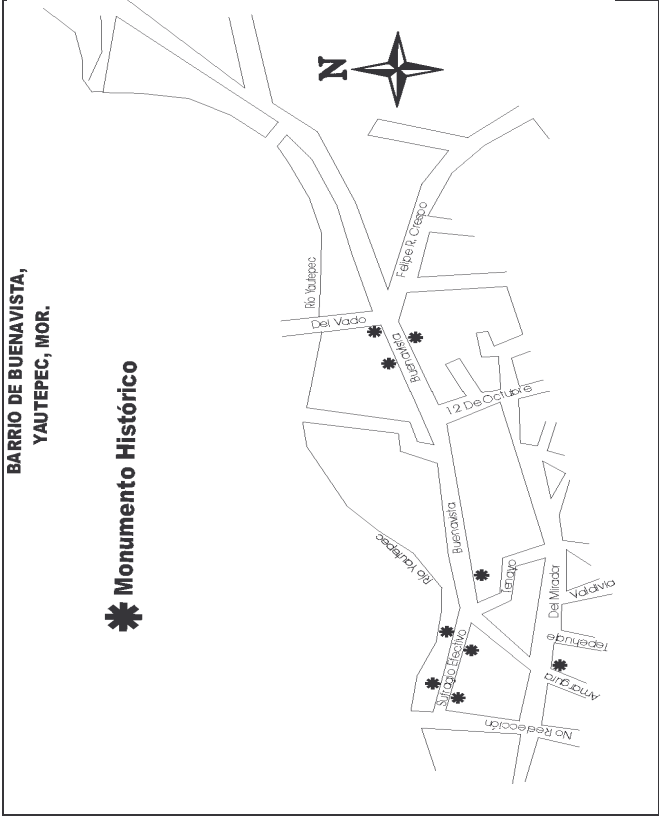 BARRIO DE BUENAVISTA,
YAUTEPEC, MOR.
Monumento Histórico
N
Río Yautepec
Del Vado
Felipe R. Crespo
Buenavista
12 De Octubre
Buenavista
Río Yautepec
Tenayo
Del Mirador
Valdivia
Tepehuaje
Sufragio Efectivo
Amargura
No Redección